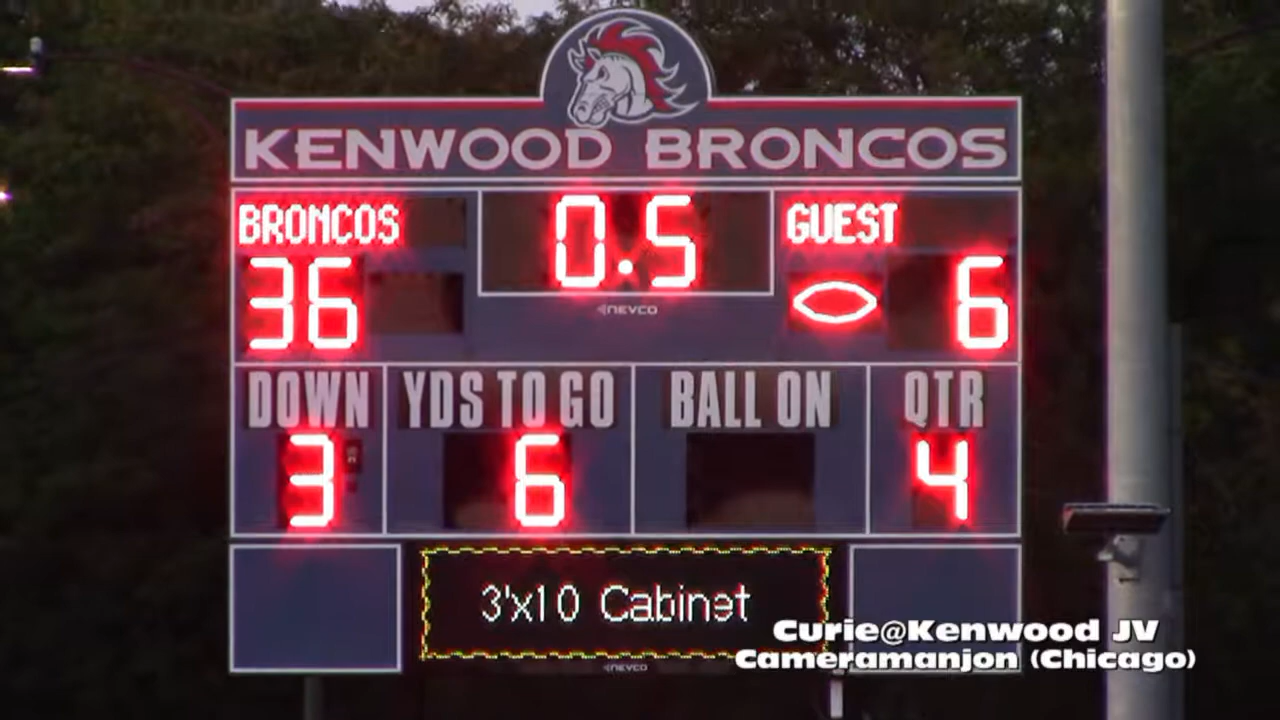 KENWOOD BRONCOS
BRONCOS 0.5 GUEST
36 6
NEVCO
DOWN YDS TO GO BALL ON QTR
3 6 4
3'x10 Cabinet
NEVCO
Curie@Kenwood JV
Cameramanjon (Chicago)